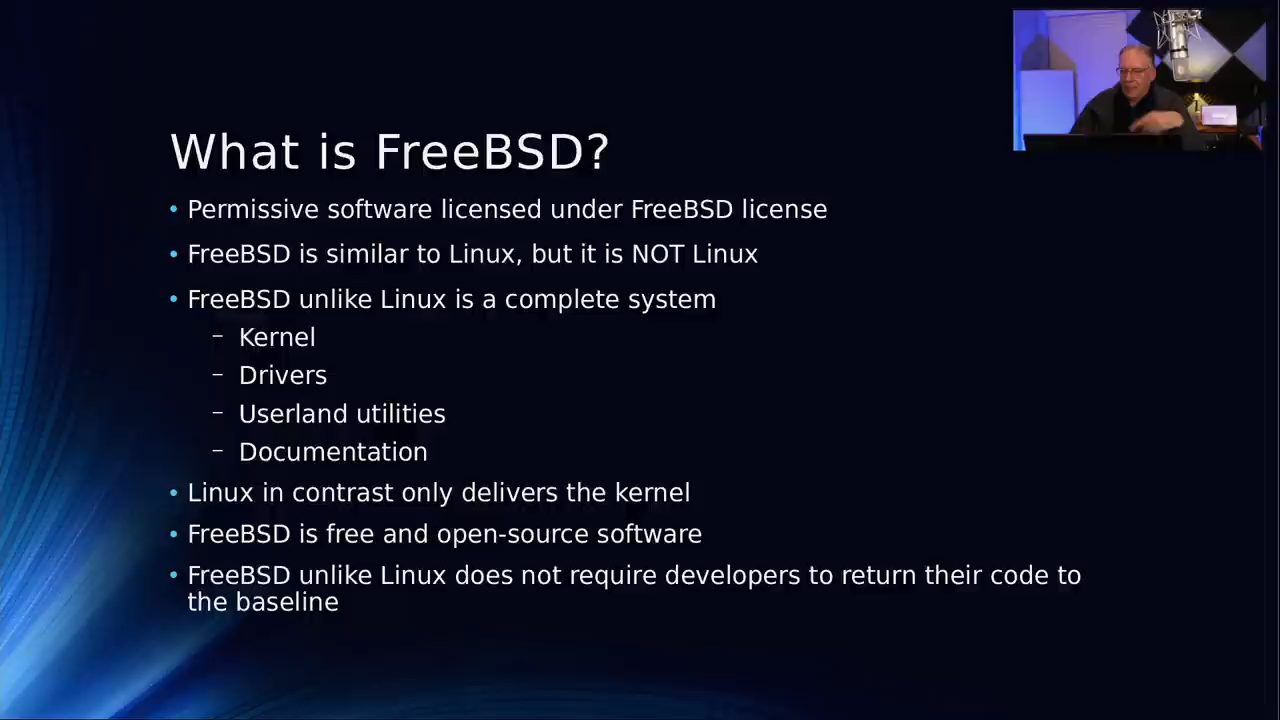 What is FreeBSD?
• Permissive software licensed under FreeBSD license
• FreeBSD is similar to Linux, but it is NOT Linux
• FreeBSD unlike Linux is a complete system
– Kernel
– Drivers
– Userland utilities
– Documentation
• Linux in contrast only delivers the kernel
• FreeBSD is free and open-source software
• FreeBSD unlike Linux does not require developers to return their code to
the baseline